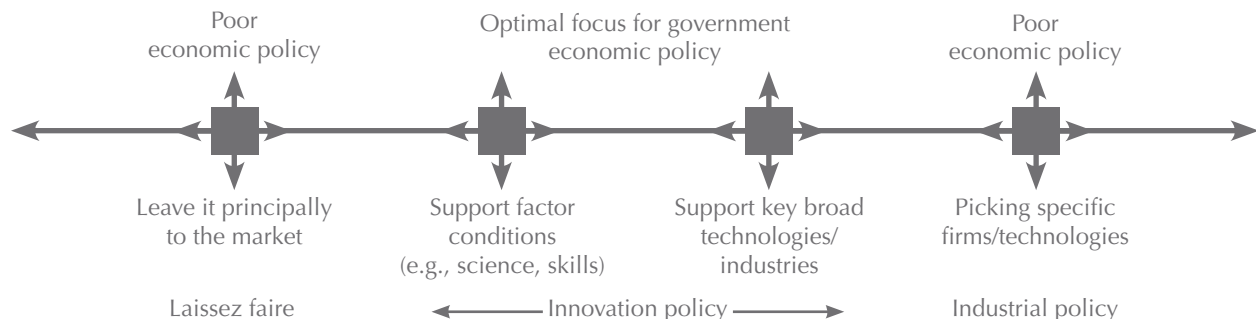 Poor
economic policy
Optimal focus for government
economic policy
Poor
economic policy
Leave it principally
to the market
Support factor
conditions
(e.g., science, skills)
Support key broad
technologies/
industries
Picking specific
firms/technologies
Laissez faire
Innovation policy
Industrial policy